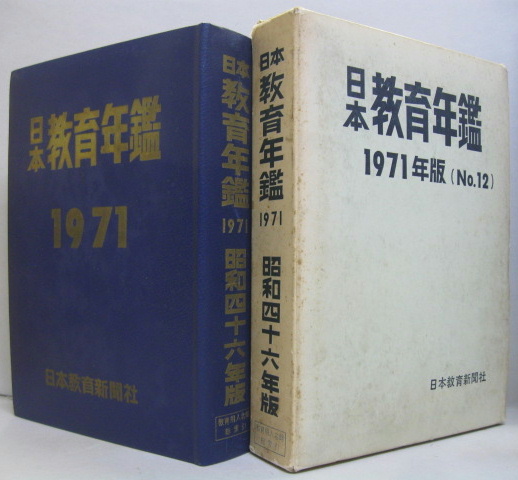 日本
教育年鑑
1971
日本教育新聞社
日本
教育年鑑
1971
昭和四十六年版
日本
教育年鑑
1971
昭和四十六年版
日本
教育年鑑
1971年版(No.12)
日本教育新聞社